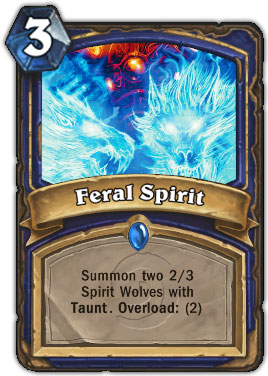 3
Feral Spirit
Summon two 2/3
Spirit Wolves with
Taunt. Overload: (2)